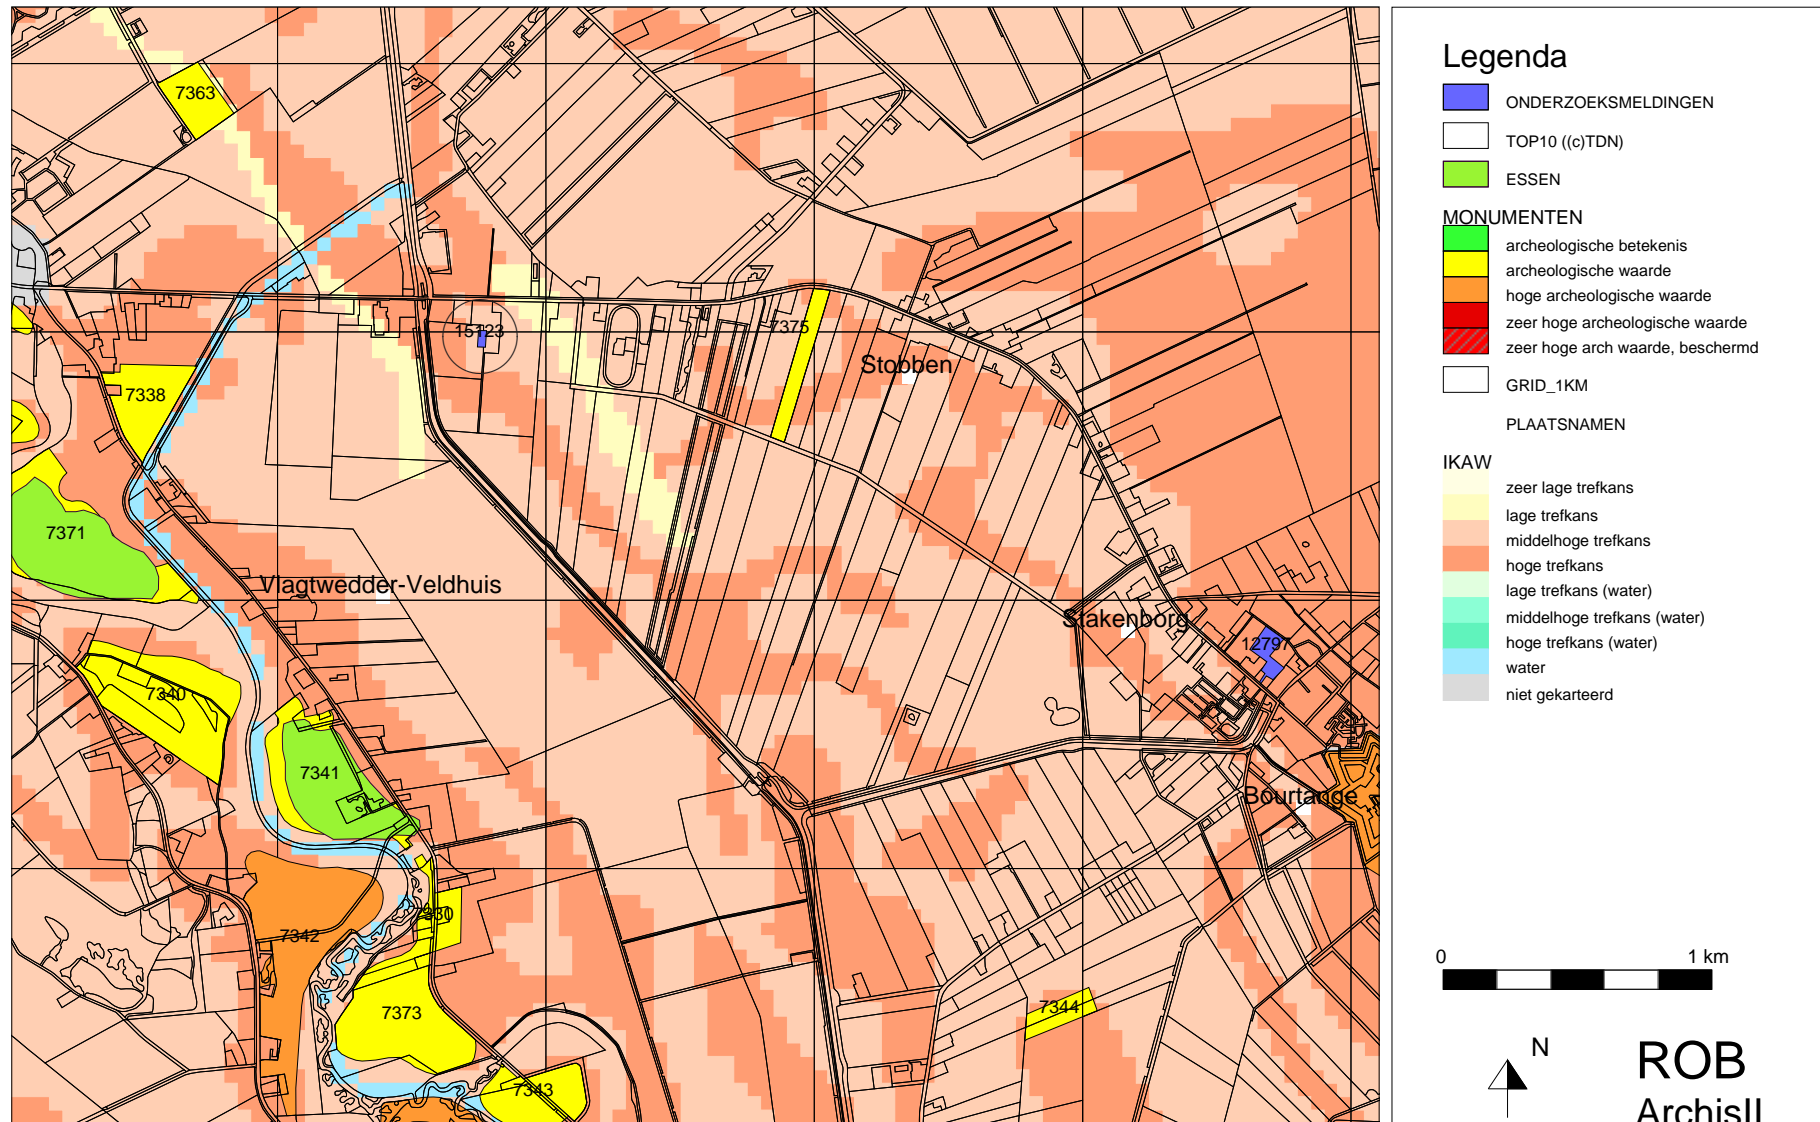 7363
15123
7375
Stobben
7338
7371
Vlagtwedder-Veldhuis
Stakenborg
12797
7340
7341
Bourtange
7330
7342
7373
7344
7343
Legenda
ONDERZOEKSMELDINGEN
TOP10 ((c)TDN)
ESSEN
MONUMENTEN
archeologische betekenis
archeologische waarde
hoge archeologische waarde
zeer hoge archeologische waarde
zeer hoge arch waarde, beschermd
GRID_1KM
PLAATSNAMEN
IKAW
zeer lage trefkans
lage trefkans
middelhoge trefkans
hoge trefkans
lage trefkans (water)
middelhoge trefkans (water)
hoge trefkans (water)
water
niet gekarteerd
0 1 km
N
ROB
ArchisII